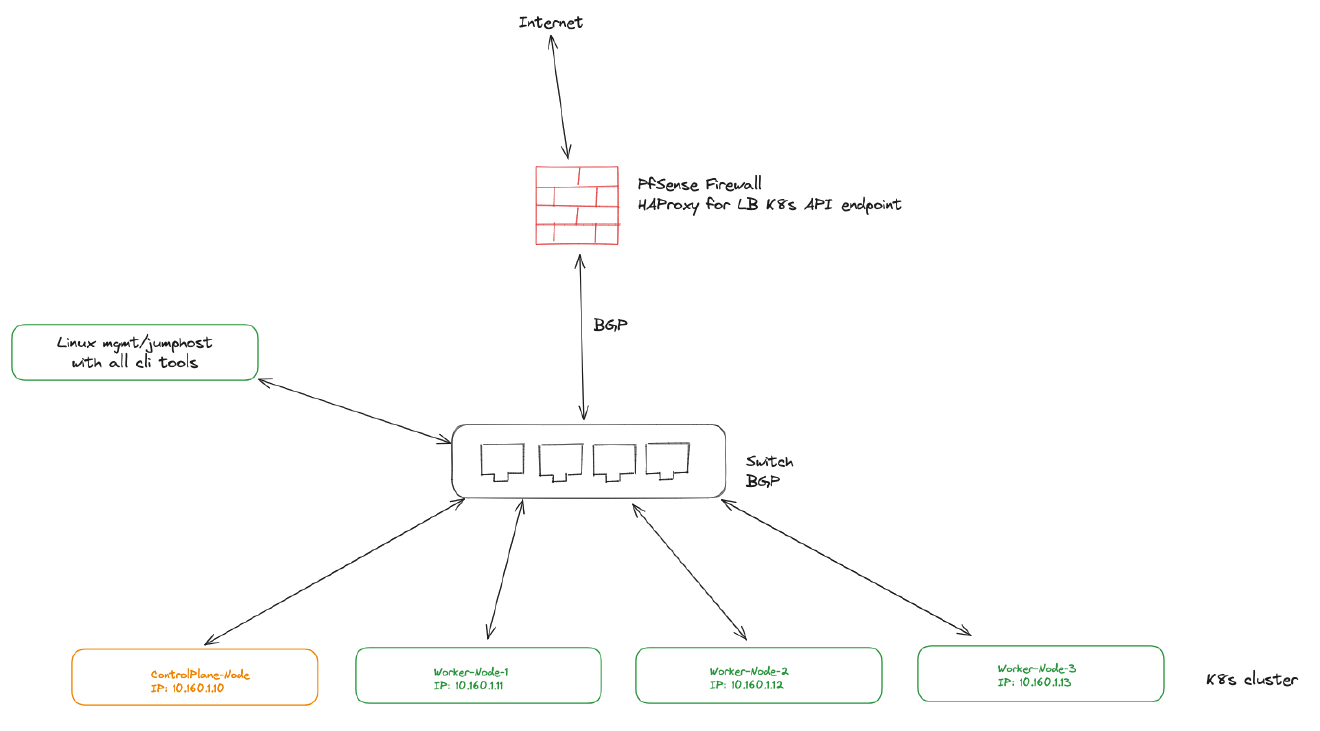 Internet
PfSense Firewall
HAProxy for LB K8s API endpoint
BGP
Linux mgmt/jumphost
with all cli tools
Switch
BGP
ControlPlane-Node
IP: 10.160.1.10
Worker-Node-1
IP: 10.160.1.11
Worker-Node-2
IP: 10.160.1.12
Worker-Node-3
IP: 10.160.1.13
K8s cluster